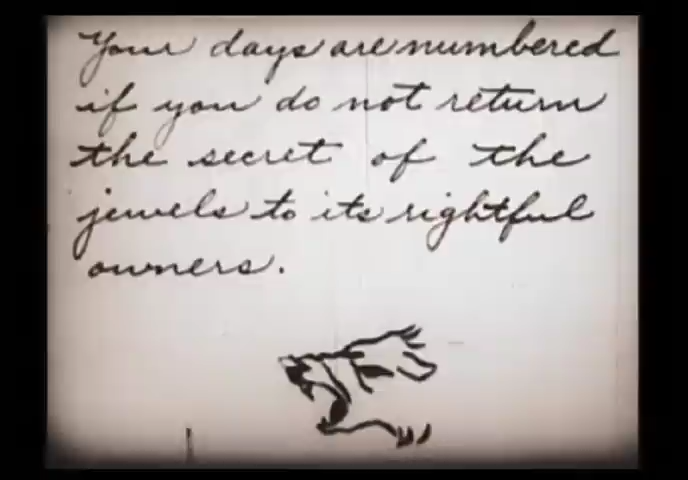 Your days are numbered
if you do not return
the secret of the
jewels to its rightful
owners.